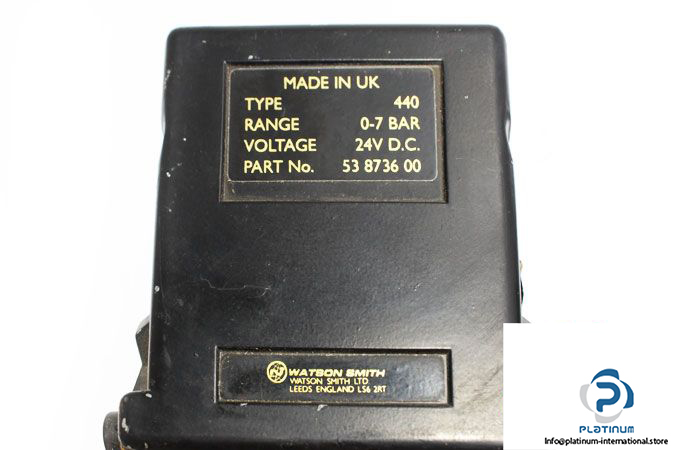 MADE IN UK
TYPE 440
RANGE 0-7 BAR
VOLTAGE 24V D.C.
PART No. 53 8736 00
WATSON SMITH
WATSON SMITH LTD.
LEEDS ENGLAND LS6 2RT
PLATINUM
Info@platinum-international.store